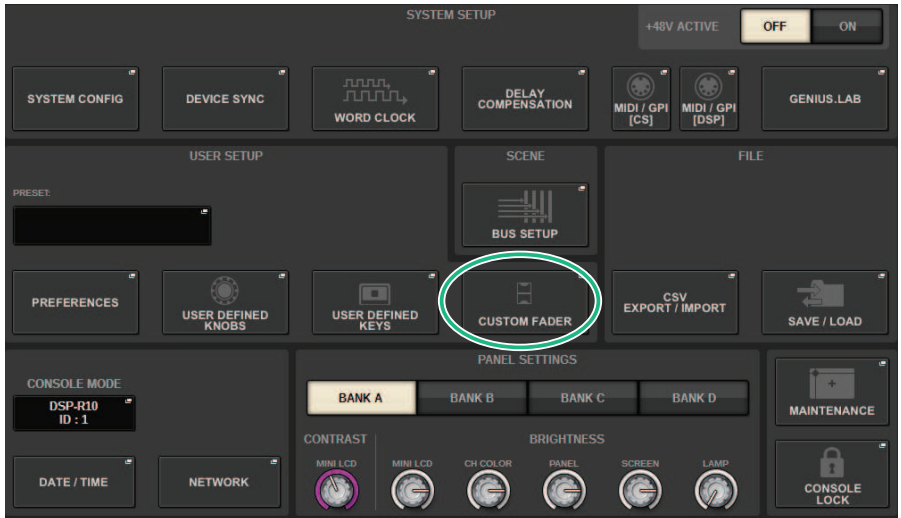 SYSTEM SETUP
+48V ACTIVE
OFF
ON
SYSTEM CONFIG
DEVICE SYNC
WORD CLOCK
DELAY
COMPENSATION
MIDI / GPI
[CS]
MIDI / GPI
[DSP]
GENIUS.LAB
USER SETUP
SCENE
FILE
PRESET:
BUS SETUP
PREFERENCES
USER DEFINED
KNOBS
USER DEFINED
KEYS
CUSTOM FADER
CSV
EXPORT / IMPORT
SAVE / LOAD
CONSOLE MODE
DSP-R10
ID : 1
DATE / TIME
NETWORK
PANEL SETTINGS
BANK A
BANK B
BANK C
BANK D
CONTRAST
BRIGHTNESS
MINI LCD
MINI LCD
CH COLOR
PANEL
SCREEN
LAMP
MAINTENANCE
CONSOLE
LOCK